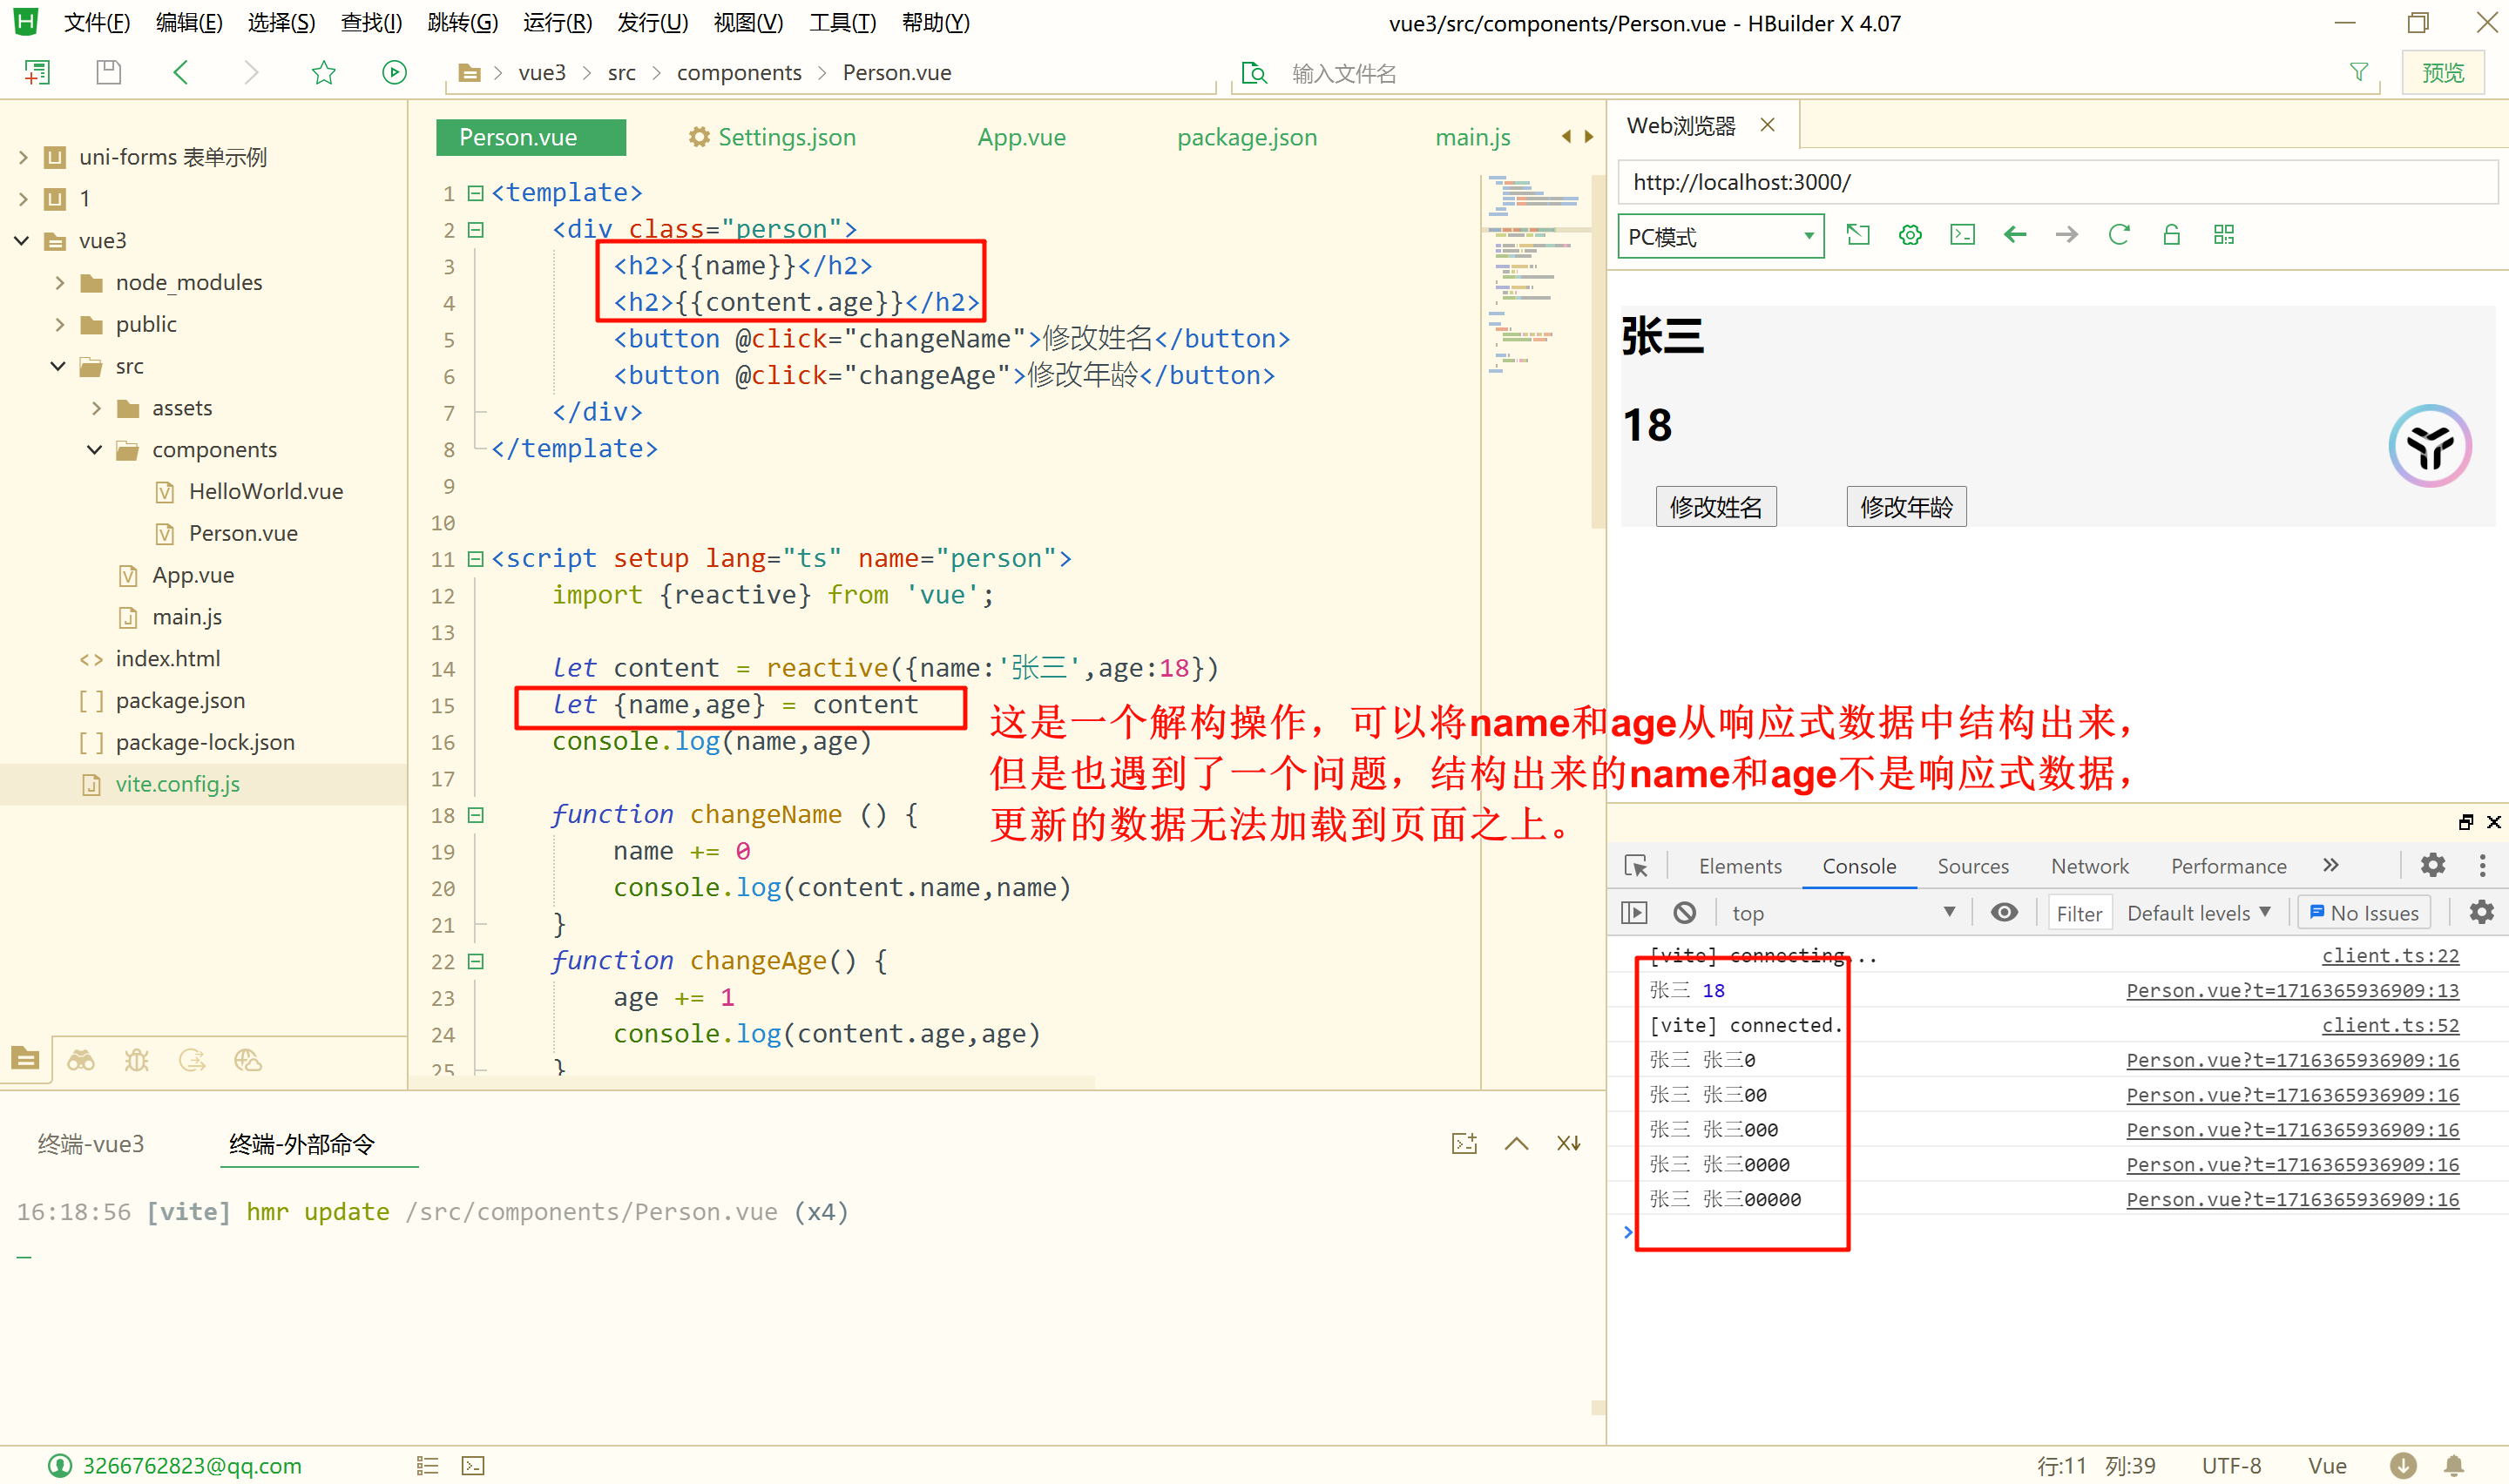 文件(F) 编辑(E) 选择(S) 查找(I) 跳转(G) 运行(R) 发行(U) 视图(V) 工具(T) 帮助(Y) vue3/src/components/Person.vue - HBuilder X 4.07
vue3 src components Person.vue 输入文件名 预览
uni-forms 表单示例
1
vue3
node_modules
public
src
assets
components
HelloWorld.vue
Person.vue
App.vue
main.js
index.html
package.json
package-lock.json
vite.config.js
Person.vue Settings.json App.vue package.json main.js
1 <template>
2 <div class="person">
3 <h2>{{name}}</h2>
4 <h2>{{content.age}}</h2>
5 <button @click="changeName">修改姓名</button>
6 <button @click="changeAge">修改年龄</button>
7 </div>
8 </template>
9
10
11 <script setup lang="ts" name="person">
12 import {reactive} from 'vue';
13
14 let content = reactive({name:'张三',age:18})
15 let {name,age} = content
16 console.log(name,age)
17
18 function changeName () {
19 name += 0
20 console.log(content.name,name)
21 }
22 function changeAge() {
23 age += 1
24 console.log(content.age,age)
25 }
这是一个解构操作，可以将name和age从响应式数据中结构出来，
但是也遇到了一个问题，结构出来的name和age不是响应式数据，
更新的数据无法加载到页面之上。
Web浏览器
http://localhost:3000/
PC模式
张三
18
修改姓名 修改年龄
Elements Console Sources Network Performance
top Filter Default levels No Issues
[vite] connecting... client.ts:22
张三 18 Person.vue?t=1716365936909:13
[vite] connected. client.ts:52
张三 张三0 Person.vue?t=1716365936909:16
张三 张三00 Person.vue?t=1716365936909:16
张三 张三000 Person.vue?t=1716365936909:16
张三 张三0000 Person.vue?t=1716365936909:16
张三 张三00000 Person.vue?t=1716365936909:16
终端-vue3 终端-外部命令
16:18:56 [vite] hmr update /src/components/Person.vue (x4)
3266762823@qq.com 行:11 列:39 UTF-8 Vue